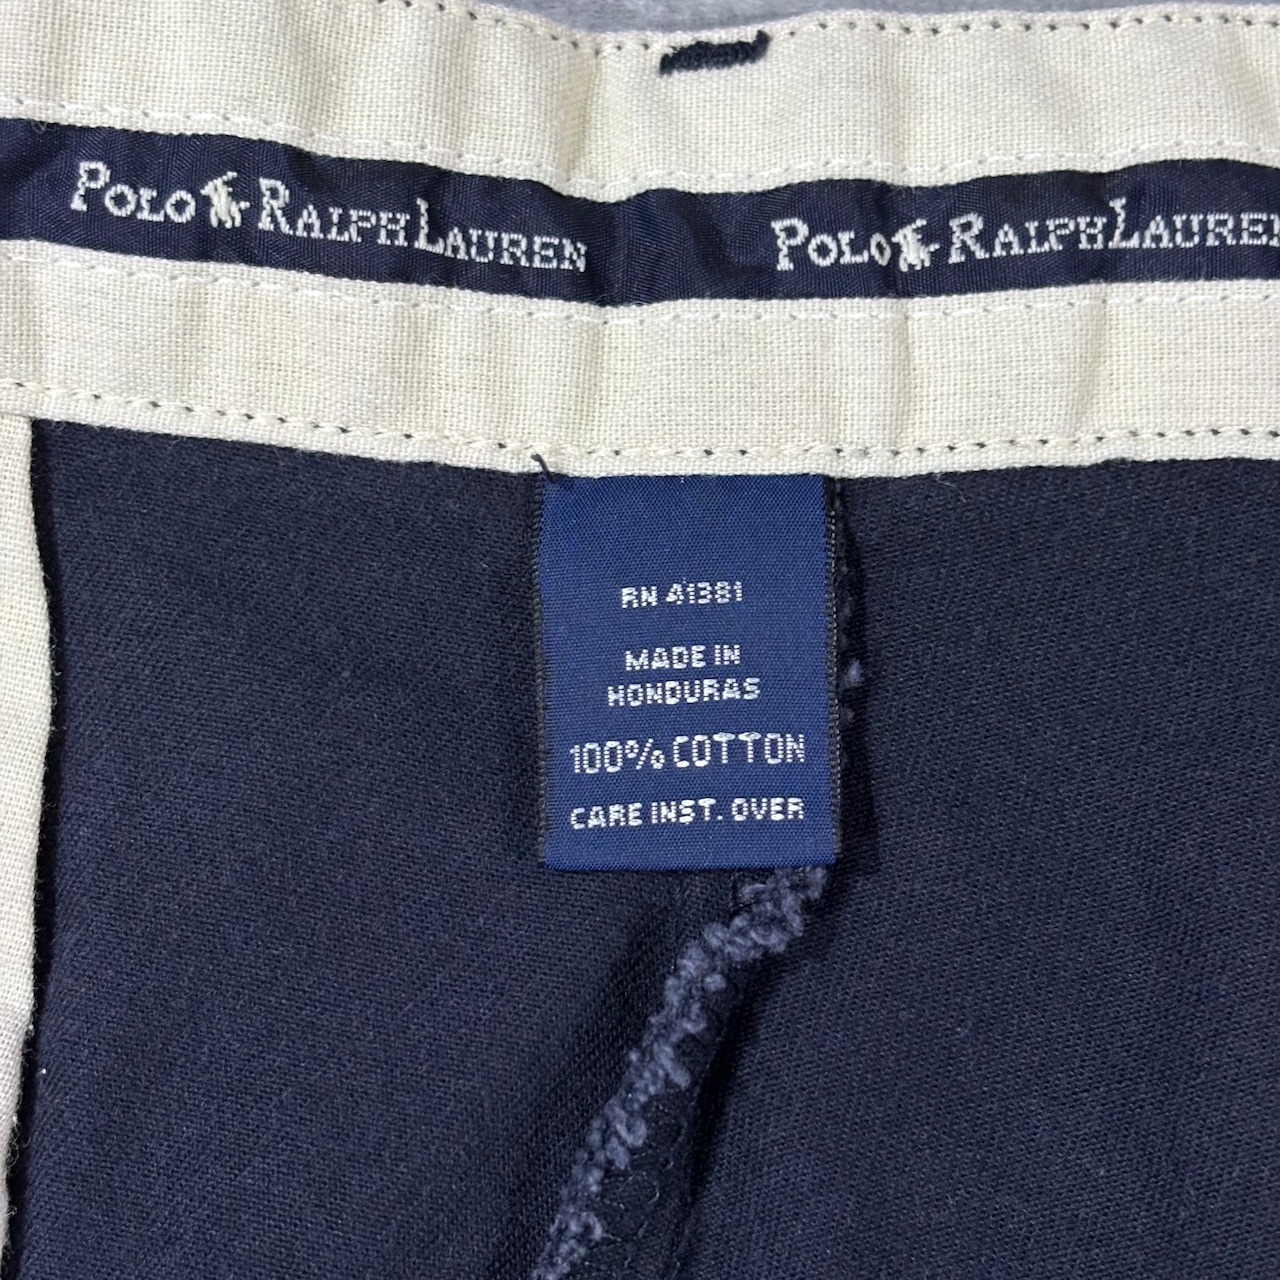 POLO RALPH LAUREN POLO RALPH LAUREN
RN 41381
MADE IN
HONDURAS
100% COTTON
CARE INST. OVER